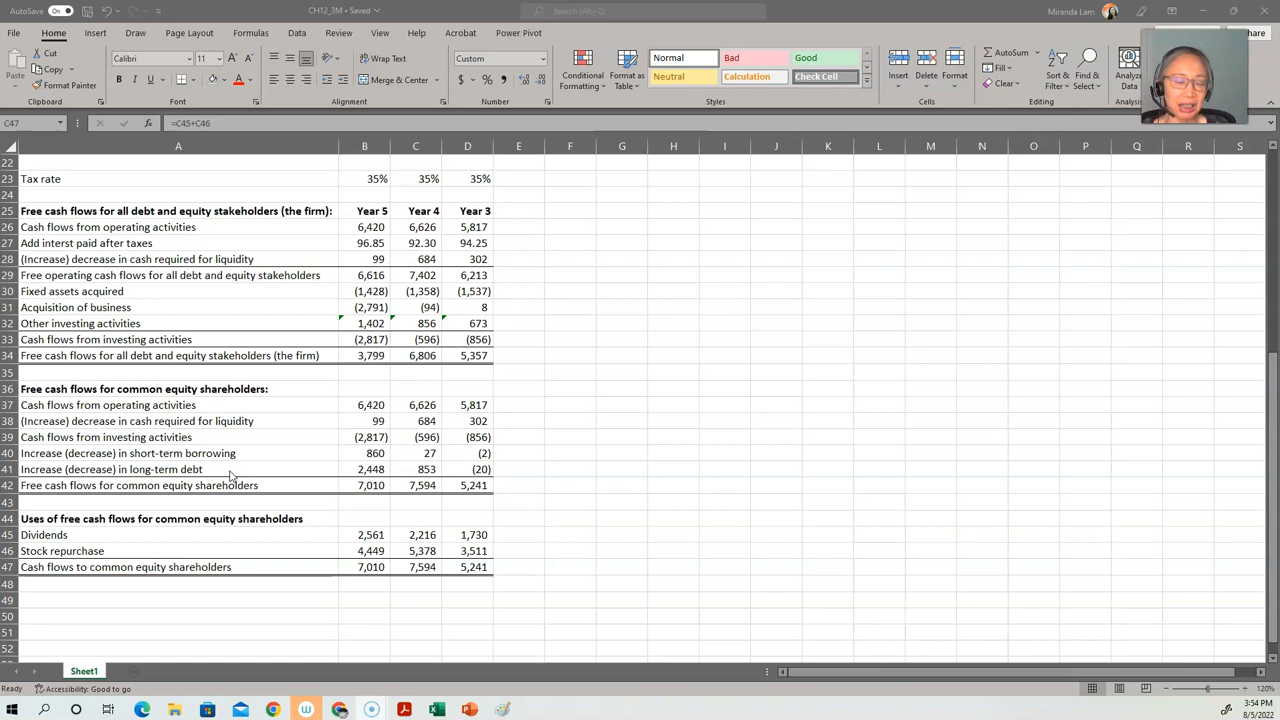 AutoSave On CH12_3M • Saved Search (Alt+Q) Miranda Lam
File Home Insert Draw Page Layout Formulas Data Review View Help Acrobat Power Pivot
Cut
Copy
Format Painter
Paste
Clipboard
Calibri 11
B I U
Font
Wrap Text
Merge & Center
Alignment
Custom
$ % ,
Number
Conditional Formatting
Format as Table
Normal Bad Good
Neutral Calculation Check Cell
Styles
Insert Delete Format
Cells
AutoSum
Fill
Clear
Sort & Filter
Find & Select
Editing
C47 fx =C45+C46
A B C D E F G H I J K L M N O P Q R S
22
23 Tax rate 35% 35% 35%
24
25 Free cash flows for all debt and equity stakeholders (the firm): Year 5 Year 4 Year 3
26 Cash flows from operating activities 6,420 6,626 5,817
27 Add interst paid after taxes 96.85 92.30 94.25
28 (Increase) decrease in cash required for liquidity 99 684 302
29 Free operating cash flows for all debt and equity stakeholders 6,616 7,402 6,213
30 Fixed assets acquired (1,428) (1,358) (1,537)
31 Acquisition of business (2,791) (94) 8
32 Other investing activities 1,402 856 673
33 Cash flows from investing activities (2,817) (596) (856)
34 Free cash flows for all debt and equity stakeholders (the firm) 3,799 6,806 5,357
35
36 Free cash flows for common equity shareholders:
37 Cash flows from operating activities 6,420 6,626 5,817
38 (Increase) decrease in cash required for liquidity 99 684 302
39 Cash flows from investing activities (2,817) (596) (856)
40 Increase (decrease) in short-term borrowing 860 27 (2)
41 Increase (decrease) in long-term debt 2,448 853 (20)
42 Free cash flows for common equity shareholders 7,010 7,594 5,241
43
44 Uses of free cash flows for common equity shareholders
45 Dividends 2,561 2,216 1,730
46 Stock repurchase 4,449 5,378 3,511
47 Cash flows to common equity shareholders 7,010 7,594 5,241
48
49
50
51
52
Sheet1
Ready Accessibility: Good to go 120%
3:54 PM
8/5/2022